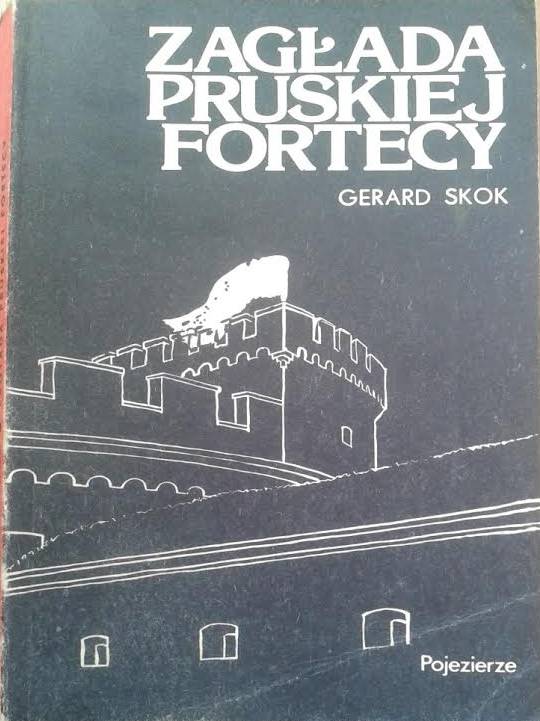 ZAGŁADA
PRUSKIEJ
FORTECY
GERARD SKOK
Pojezierze